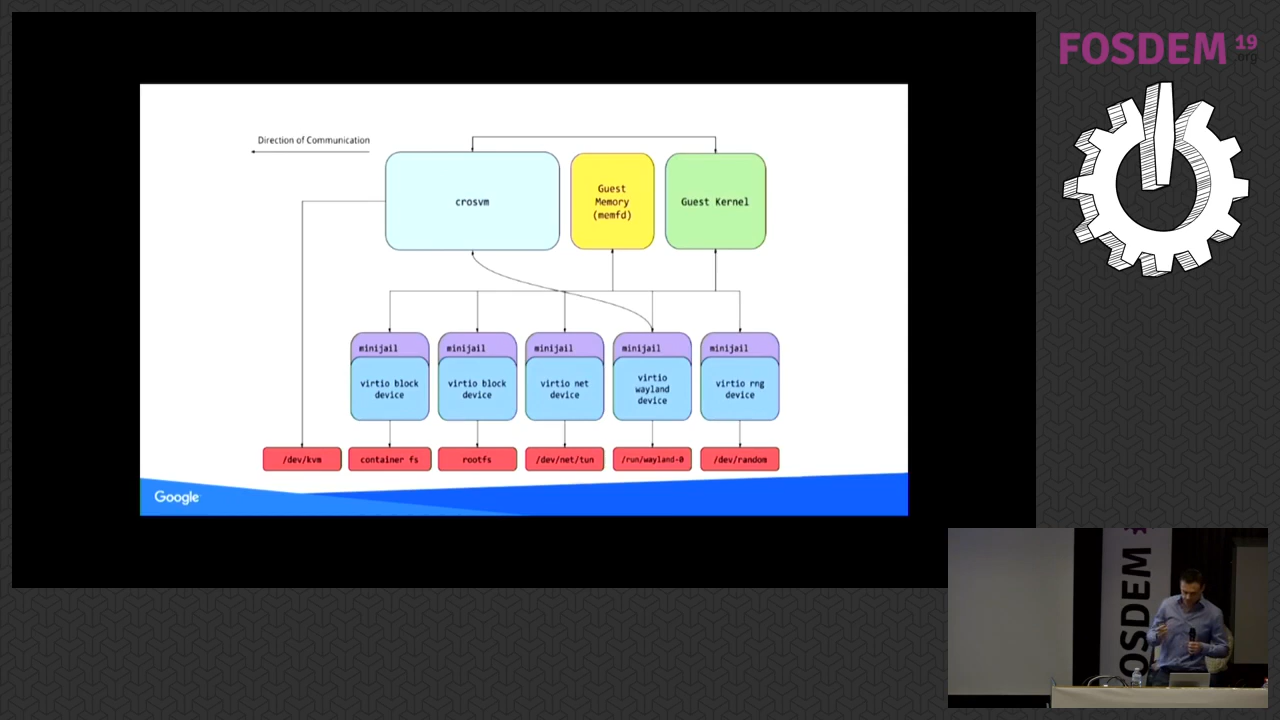 FOSDEM 19
.org
Direction of Communication
crosvm
Guest
Memory
(memfd)
Guest Kernel
minijail
minijail
minijail
minijail
minijail
virtio block
device
virtio block
device
virtio net
device
virtio
wayland
device
virtio rng
device
/dev/kvm
container fs
rootfs
/dev/net/tun
/run/wayland-0
/dev/random
Google
OSDEM